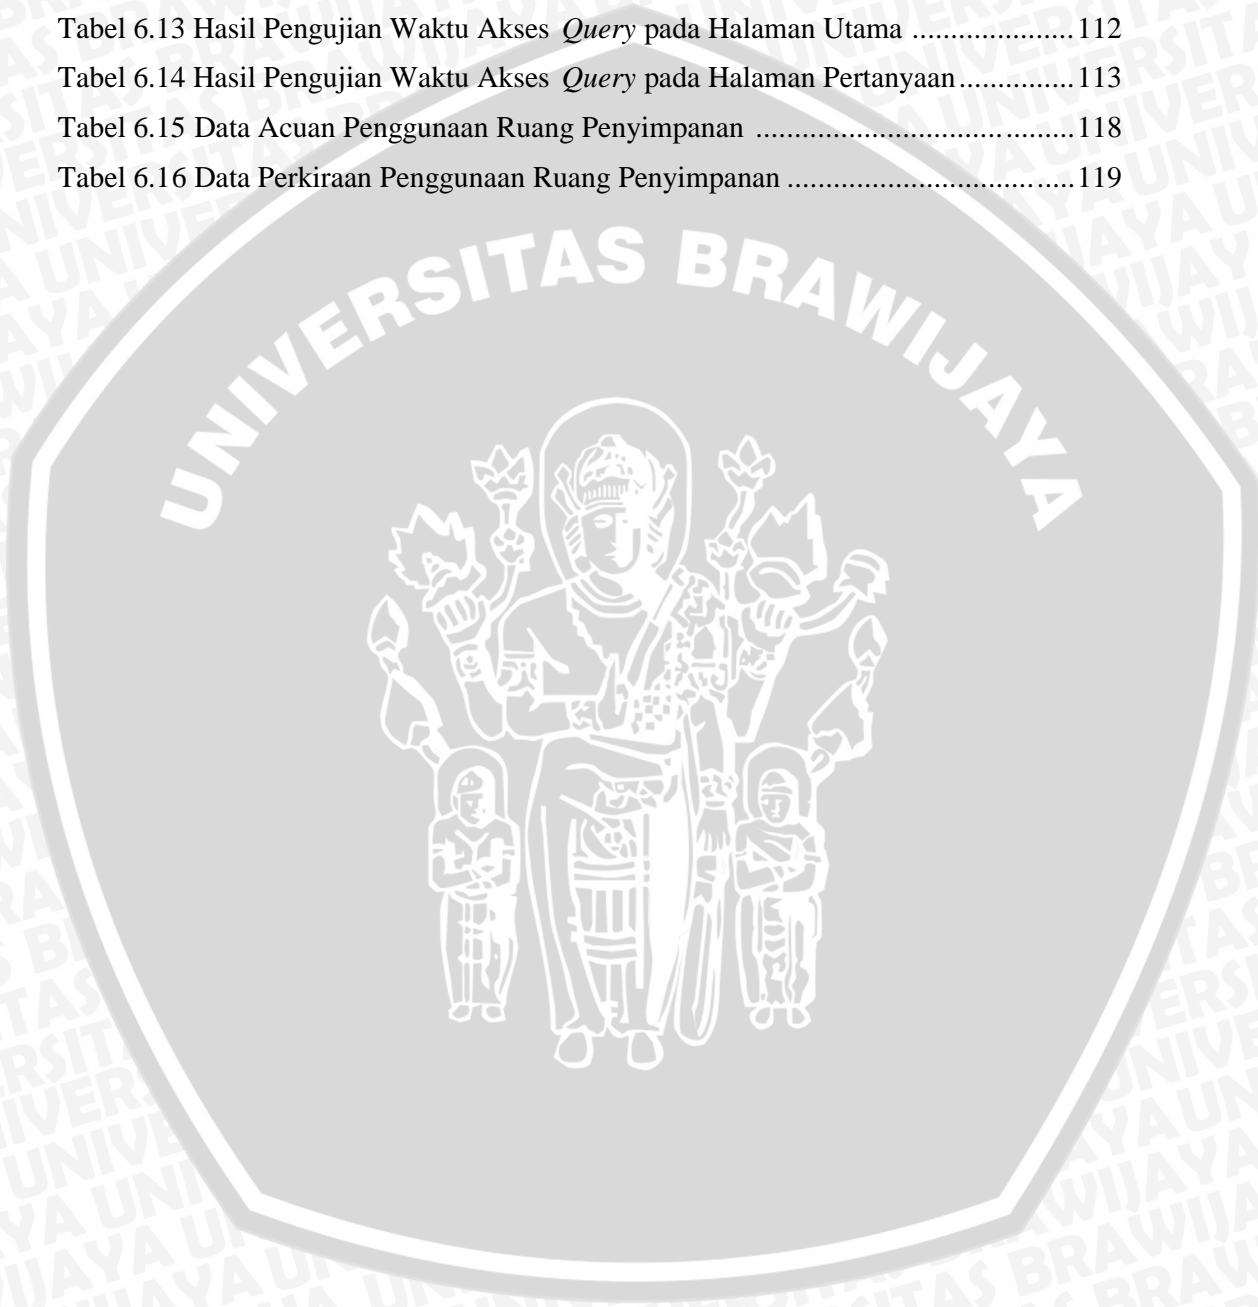 Tabel 6.13 Hasil Pengujian Waktu Akses Query pada Halaman Utama .....................112
Tabel 6.14 Hasil Pengujian Waktu Akses Query pada Halaman Pertanyaan...............113
Tabel 6.15 Data Acuan Penggunaan Ruang Penyimpanan .........................................118
Tabel 6.16 Data Perkiraan Penggunaan Ruang Penyimpanan .....................................119
UNIVERSITAS BRAWIJAYA